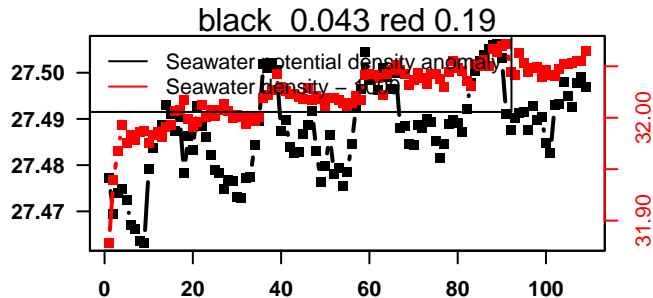 black 0.043 red 0.19
Seawater potential density anomaly
Seawater density - 1000
27.50
27.49
27.48
27.47
32.00
31.90
0 20 40 60 80 100